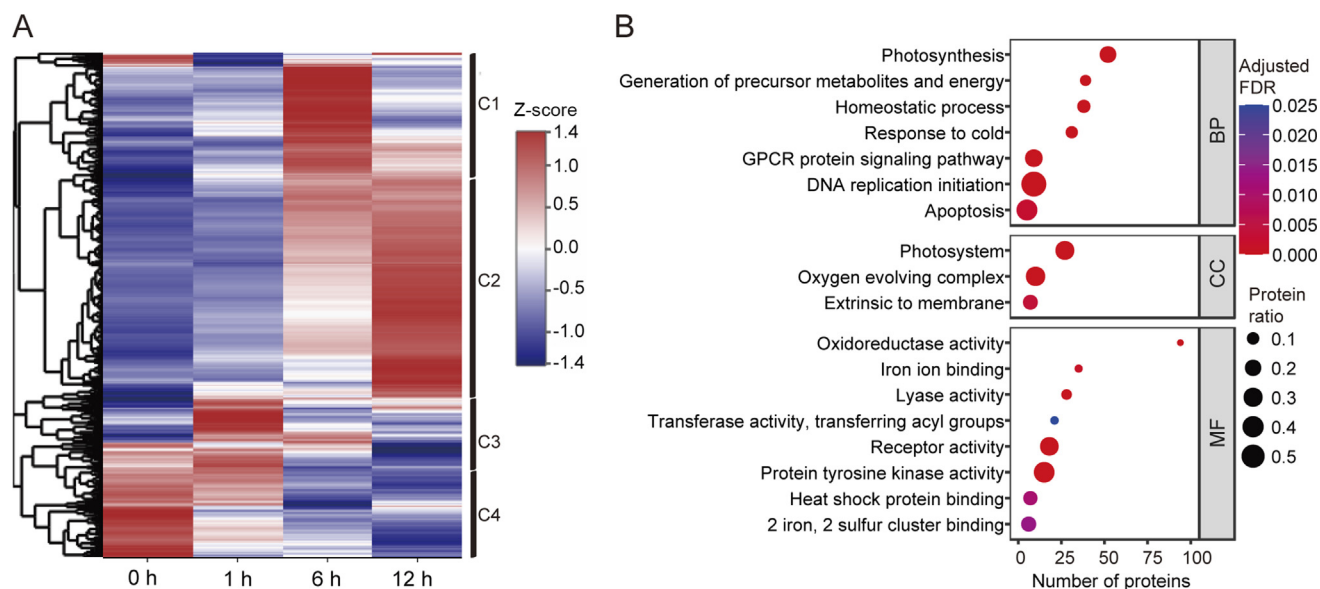 A
C1
C2
C3
C4
Z-score
1.4
1.0
0.5
0.0
-0.5
-1.0
-1.4
0 h
1 h
6 h
12 h
B
Photosynthesis
Generation of precursor metabolites and energy
Homeostatic process
Response to cold
GPCR protein signaling pathway
DNA replication initiation
Apoptosis
BP
Photosystem
Oxygen evolving complex
Extrinsic to membrane
CC
Oxidoreductase activity
Iron ion binding
Lyase activity
Transferase activity, transferring acyl groups
Receptor activity
Protein tyrosine kinase activity
Heat shock protein binding
2 iron, 2 sulfur cluster binding
MF
0
25
50
75
100
Number of proteins
Adjusted
FDR
0.025
0.020
0.015
0.010
0.005
0.000
Protein
ratio
0.1
0.2
0.3
0.4
0.5